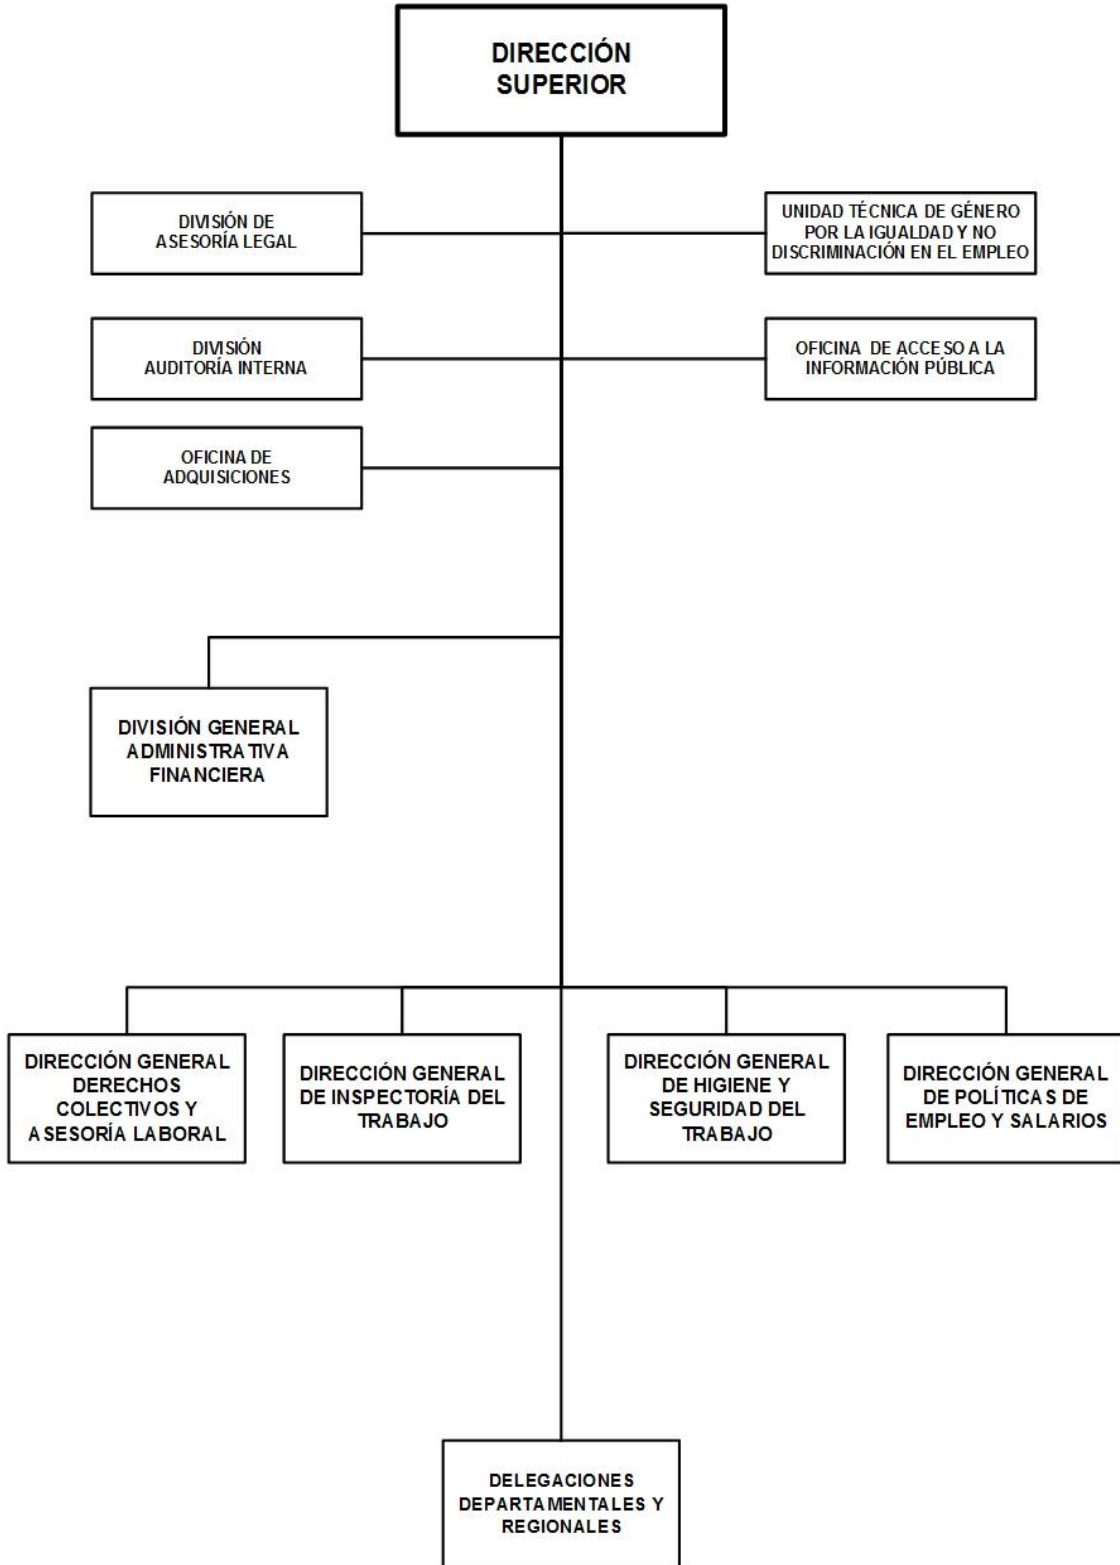 DIRECCIÓN
SUPERIOR
DIVISIÓN DE
ASESORÍA LEGAL
UNIDAD TÉCNICA DE GÉNERO
POR LA IGUALDAD Y NO
DISCRIMINACIÓN EN EL EMPLEO
DIVISIÓN
AUDITORÍA INTERNA
OFICINA DE ACCESO A LA
INFORMACIÓN PÚBLICA
OFICINA DE
ADQUISICIONES
DIVISIÓN GENERAL
ADMINISTRATIVA
FINANCIERA
DIRECCIÓN GENERAL
DERECHOS
COLECTIVOS Y
ASESORÍA LABORAL
DIRECCIÓN GENERAL
DE INSPECTORÍA DEL
TRABAJO
DIRECCIÓN GENERAL
DE HIGIENE Y
SEGURIDAD DEL
TRABAJO
DIRECCIÓN GENERAL
DE POLÍTICAS DE
EMPLEO Y SALARIOS
DELEGACIONES
DEPARTAMENTALES Y
REGIONALES